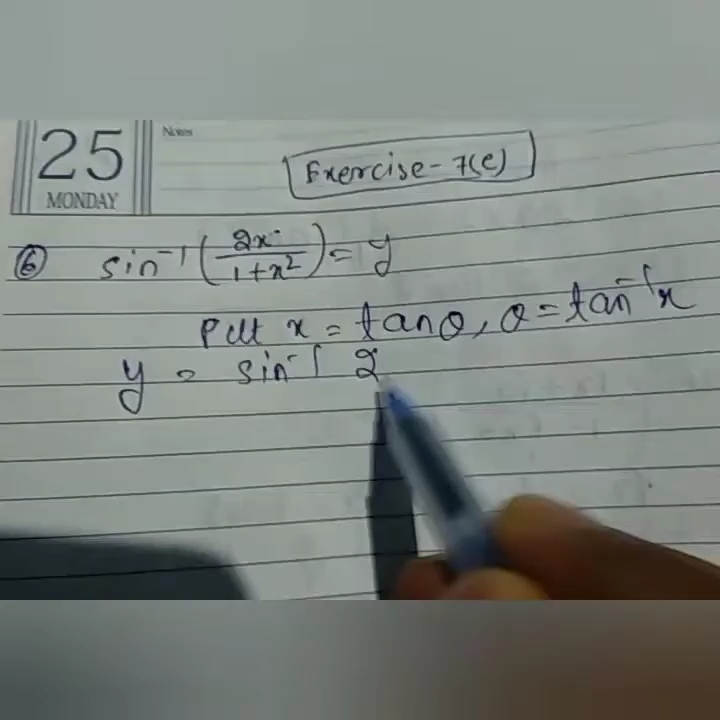 25
MONDAY
Notes
Exercise - 7(e)
⑥ sin⁻¹(2x/1+x²) = y
Put x = tanθ, θ = tan⁻¹x
y = sin⁻¹ 2